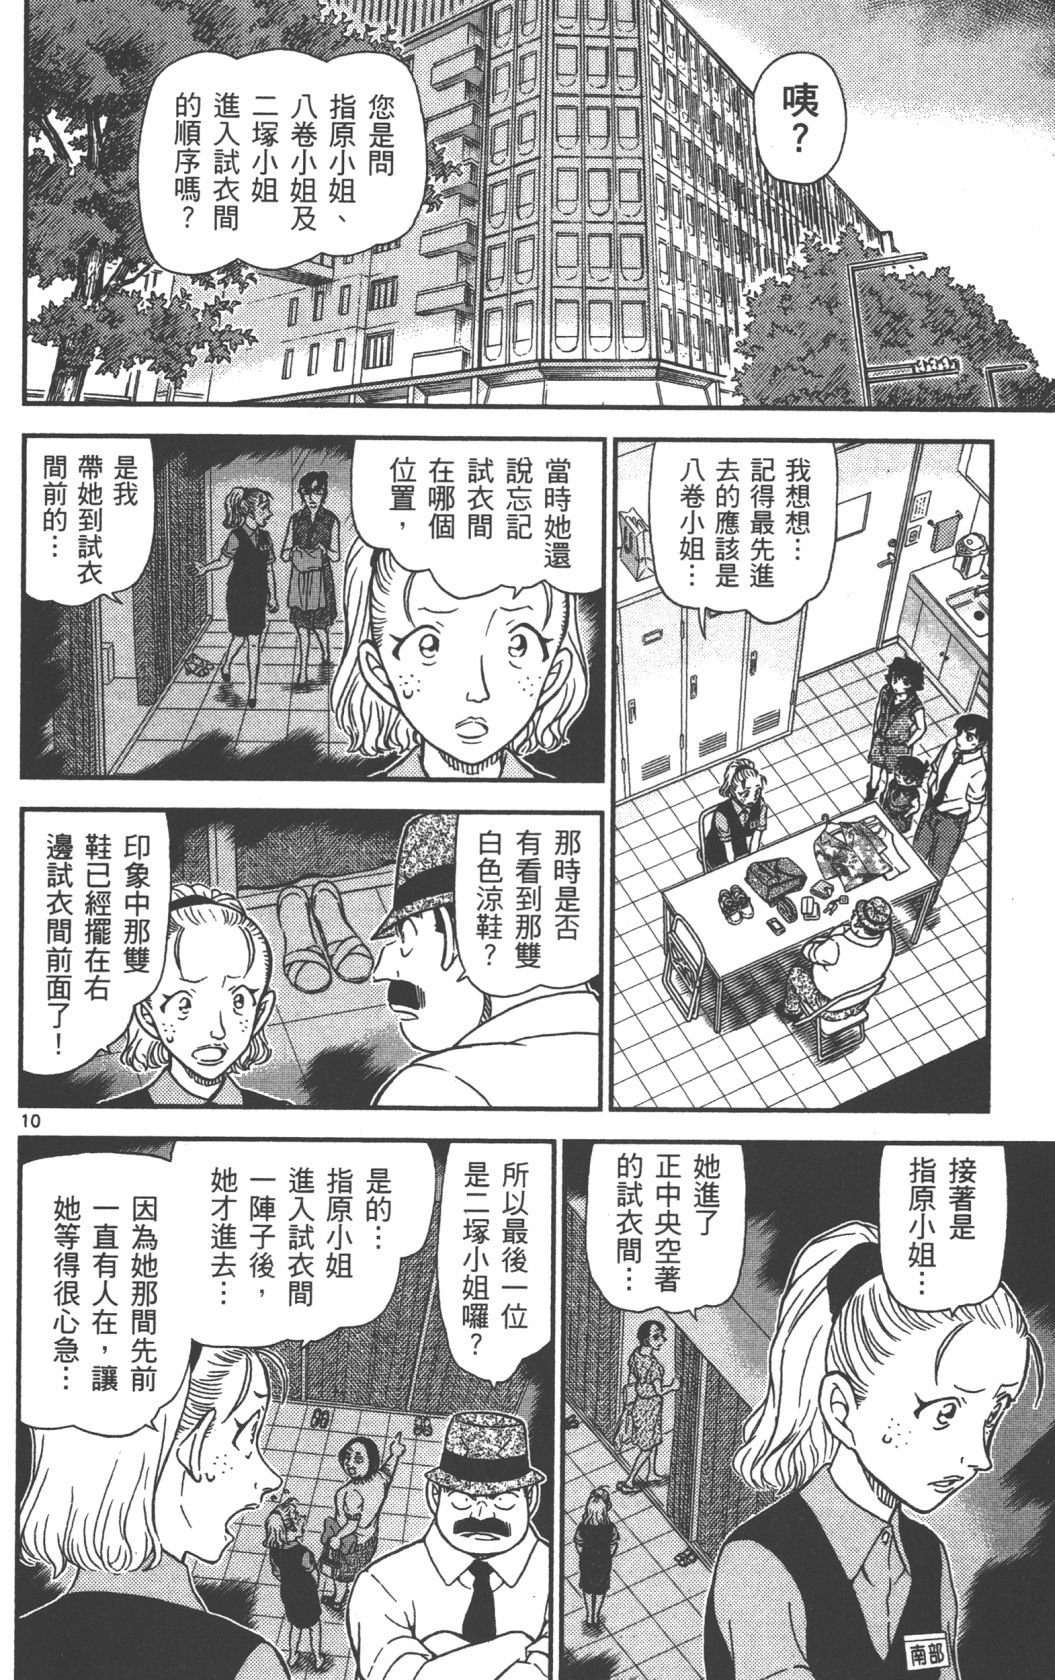 咦？
您是問
指原小姐、
八卷小姐及
二塚小姐
進入試衣間
的順序嗎？
我想想…
記得最先進
去的應該是
八卷小姐…
當時她還
說忘記
試衣間
在哪個
位置，
是我
帶她到試衣
間前的…
那時是否
有看到那雙
白色涼鞋？
印象中那雙
鞋已經擺在右
邊試衣間前面了！
10
接著是
指原小姐…
她進了
正中央空著
的試衣間…
所以最後一位
是二塚小姐囉？
是的…
指原小姐
進入試衣間
一陣子後，
她才進去…
因為她那間先前
一直有人在，讓
她等得很心急…
南部